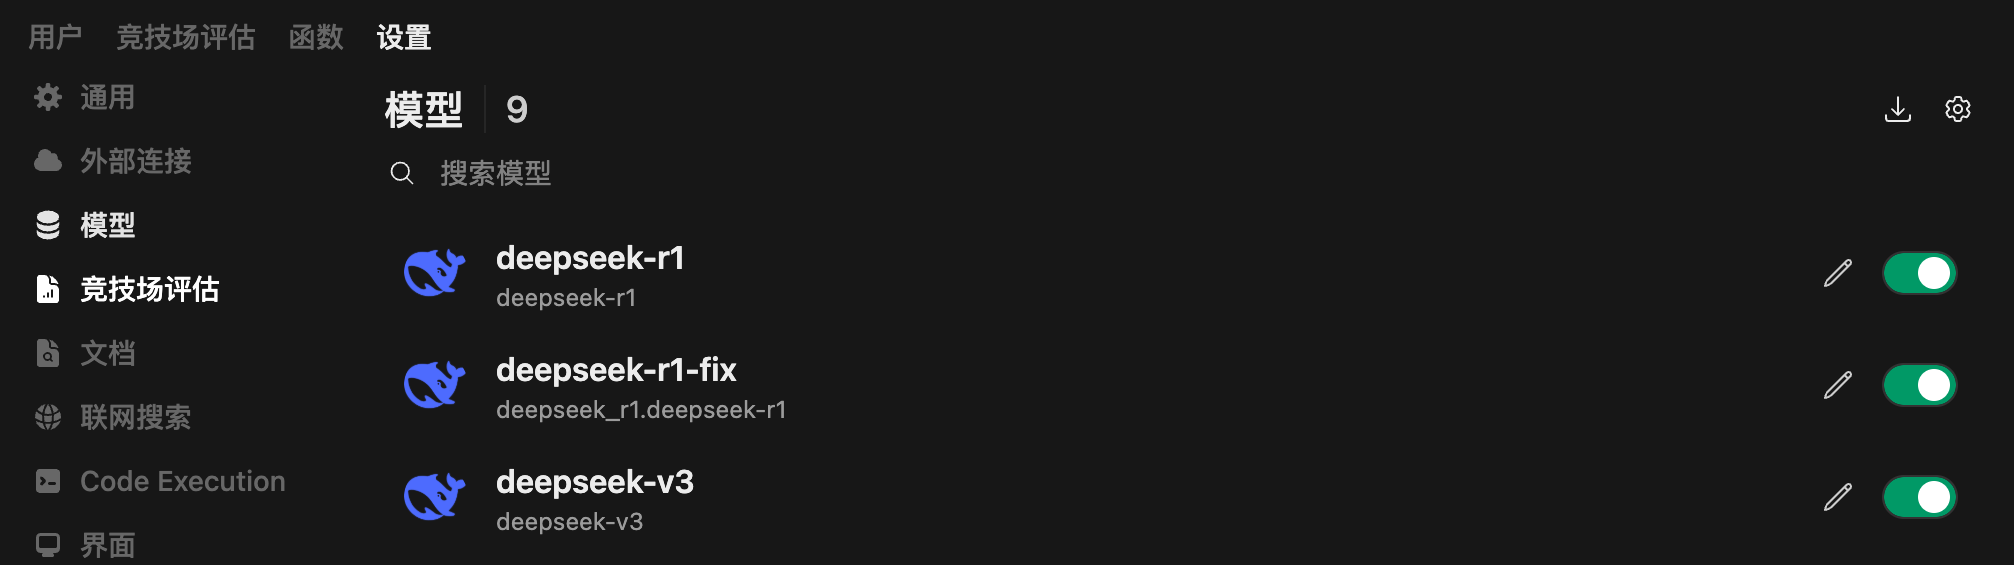 用户 竞技场评估 函数 设置
通用
外部连接
模型
竞技场评估
文档
联网搜索
Code Execution
界面
模型 9
搜索模型
deepseek-r1
deepseek-r1
deepseek-r1-fix
deepseek_r1.deepseek-r1
deepseek-v3
deepseek-v3